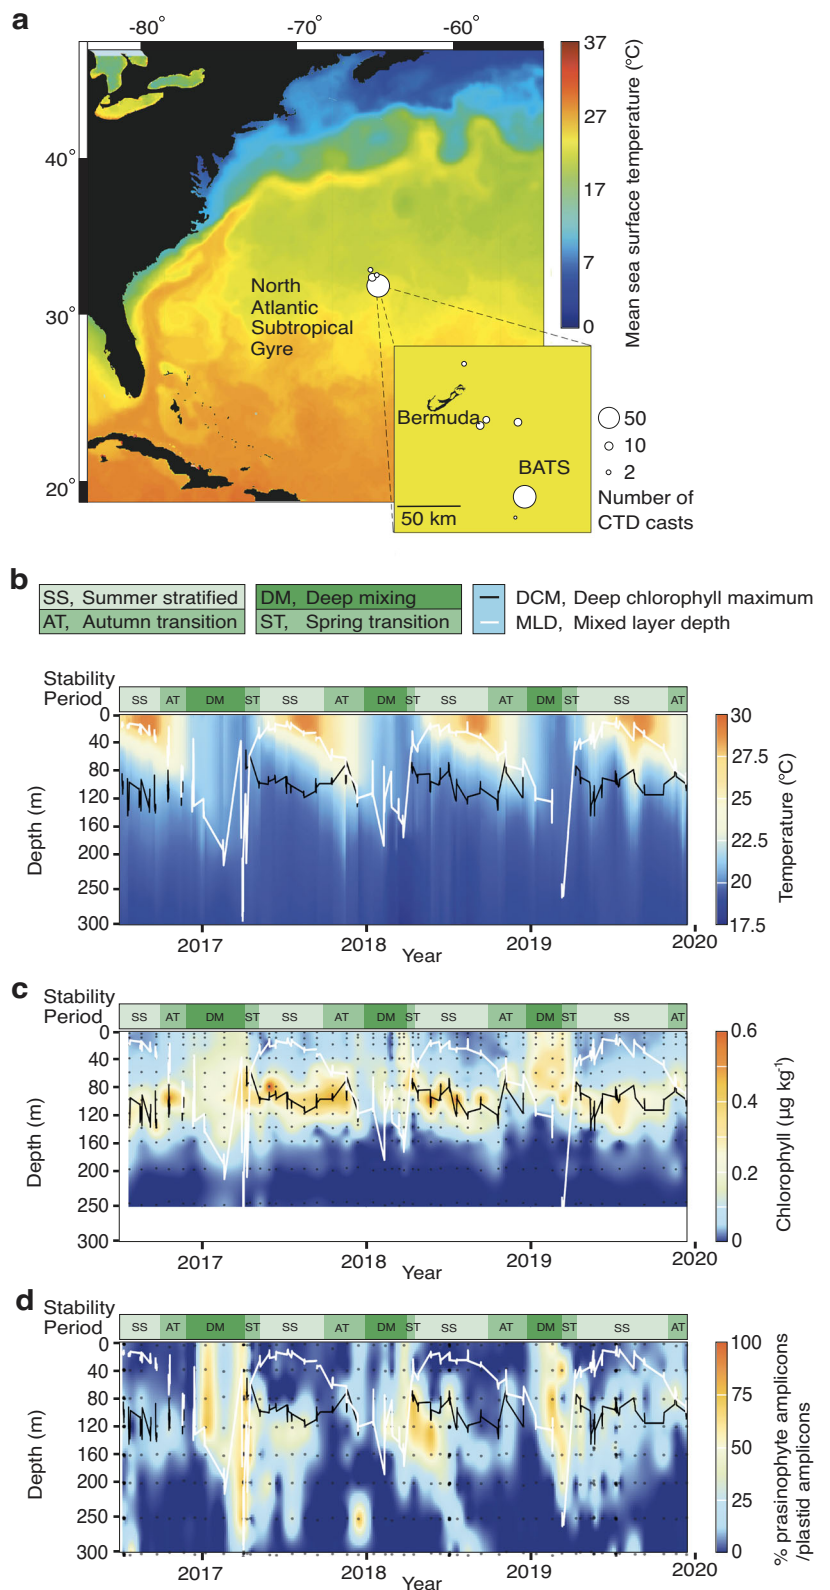 a
-80° -70° -60°
40°
30°
20°
North
Atlantic
Subtropical
Gyre
37
27
17
7
0
Mean sea surface temperature (°C)
Bermuda
BATS
50 km
50
10
2
Number of
CTD casts
b
SS, Summer stratified
AT, Autumn transition
DM, Deep mixing
ST, Spring transition
DCM, Deep chlorophyll maximum
MLD, Mixed layer depth
Stability
Period
SS AT DM ST SS AT DM ST SS AT DM ST SS AT
0
40
80
120
160
200
250
300
Depth (m)
2017 2018 2019 2020
Year
30
27.5
25
22.5
20
17.5
Temperature (°C)
c
Stability
Period
SS AT DM ST SS AT DM ST SS AT DM ST SS AT
0
40
80
120
160
200
250
300
Depth (m)
2017 2018 2019 2020
Year
0.6
0.4
0.2
0
Chlorophyll (µg kg-1)
d
Stability
Period
SS AT DM ST SS AT DM ST SS AT DM ST SS AT
0
40
80
120
160
200
250
300
Depth (m)
2017 2018 2019 2020
Year
100
75
50
25
0
% prasinophyte amplicons
/plastid amplicons